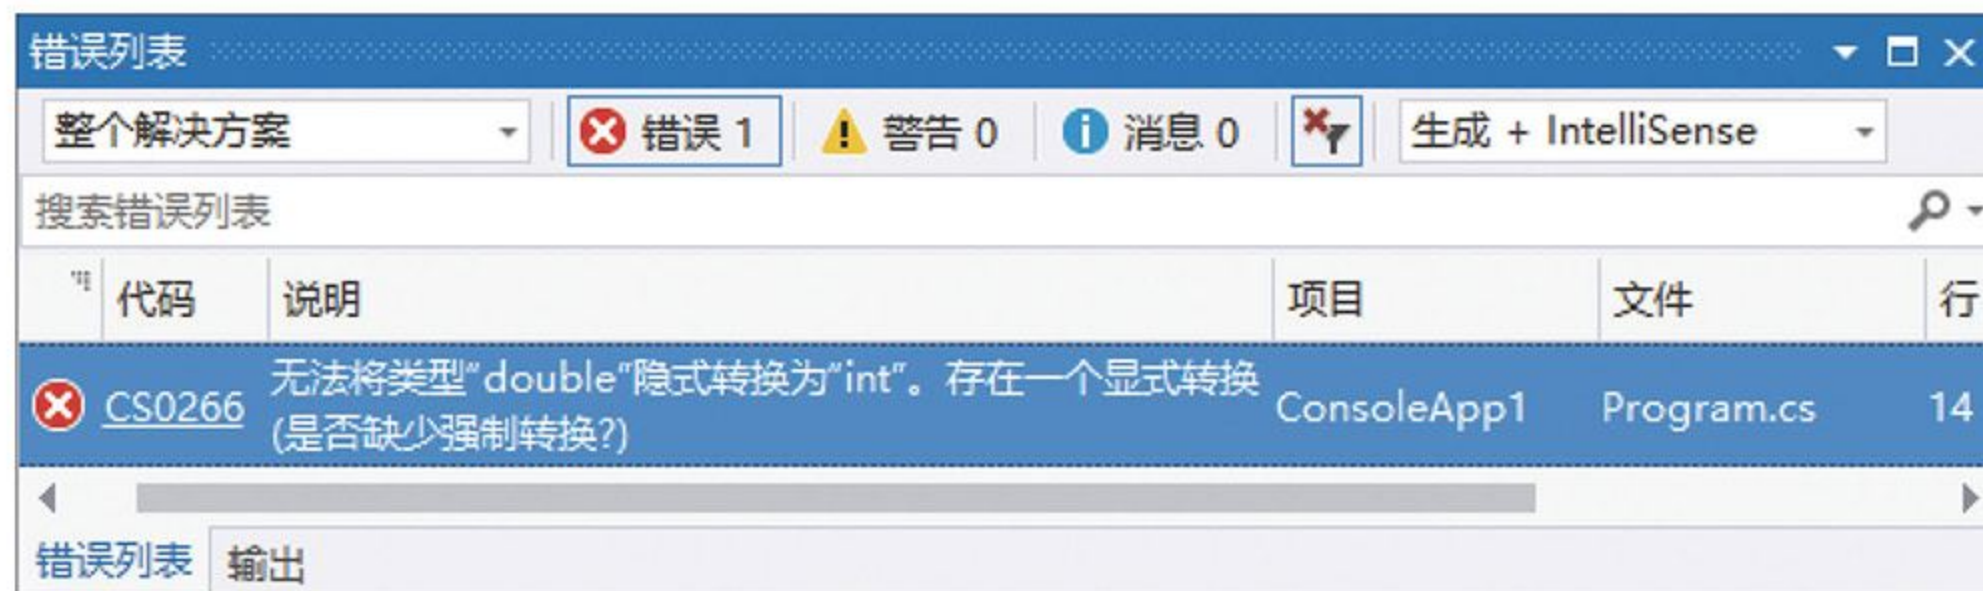 错误列表
整个解决方案 错误 1 警告 0 消息 0 生成 + IntelliSense
搜索错误列表
代码 说明 项目 文件 行
CS0266 无法将类型"double"隐式转换为"int"。存在一个显式转换 ConsoleApp1 Program.cs 14
(是否缺少强制转换?)
错误列表 输出